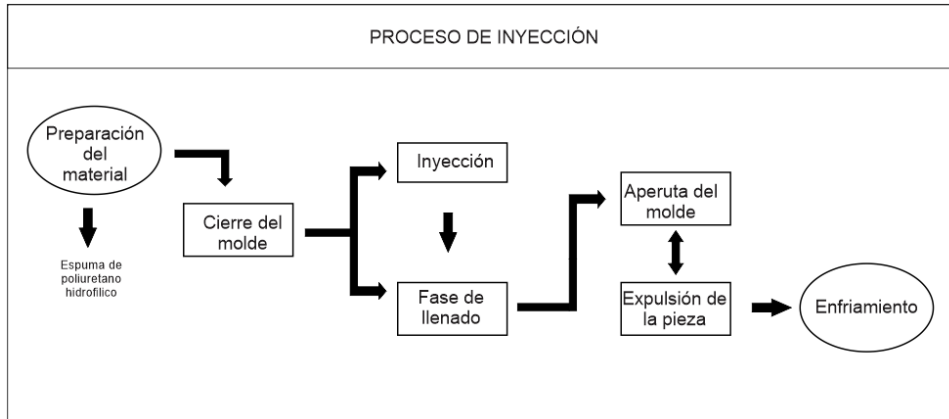 PROCESO DE INYECCIÓN
Preparación
del
material
Espuma de
poliuretano
hidrofílico
Cierre del
molde
Inyección
Fase de
llenado
Aperuta del
molde
Expulsión de
la pieza
Enfriamiento